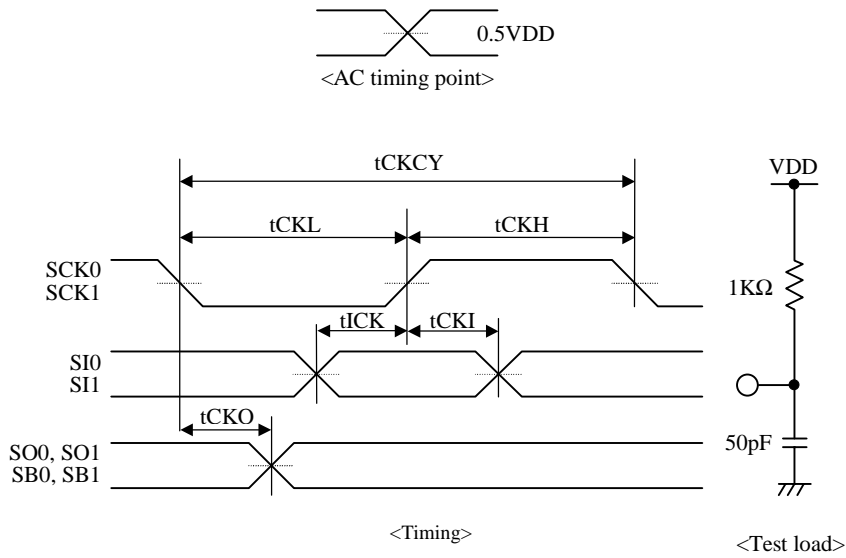 0.5VDD
<AC timing point>
tCKCY
VDD
tCKL
tCKH
SCK0
SCK1
1KΩ
tICK
tCKI
SI0
SI1
tCKO
SO0, SO1
SB0, SB1
50pF
<Timing>
<Test load>